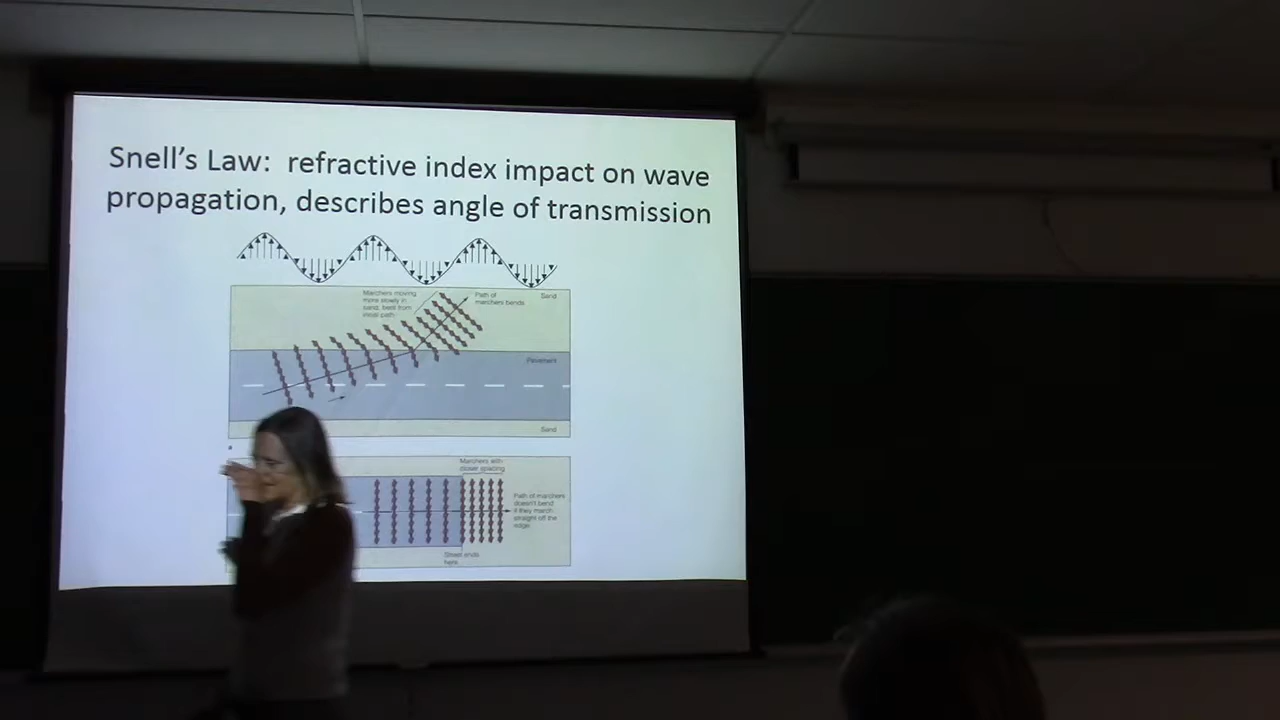 Snell's Law:  refractive index impact on wave
propagation, describes angle of transmission
Marchers moving
more slowly in
sand, bend from
initial path
Path of
marchers bends
Sand
Pavement
Sand
Marchers with
closer spacing
Path of marchers
doesn't bend
if they march
straight off the
edge
Street ends
here